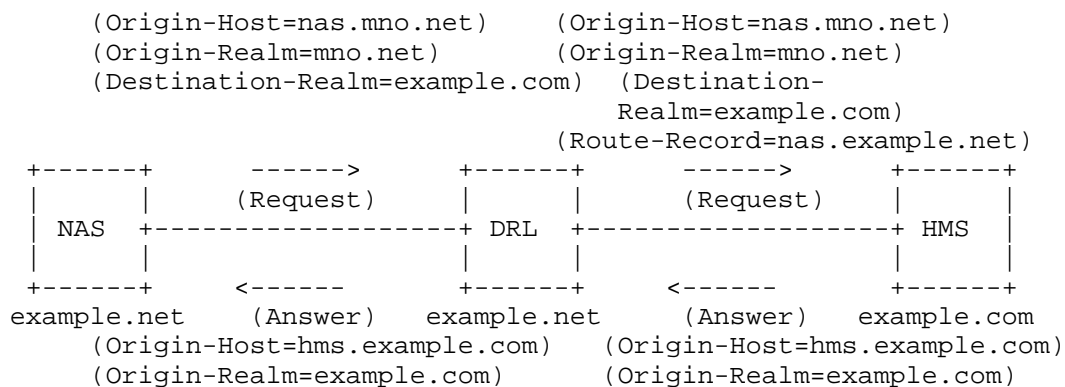 (Origin-Host=nas.mno.net) (Origin-Host=nas.mno.net)
(Origin-Realm=mno.net) (Origin-Realm=mno.net)
(Destination-Realm=example.com) (Destination-
Realm=example.com)
(Route-Record=nas.example.net)
+------+ ------> +------+ ------> +------+
| | (Request) | | (Request) | |
| NAS +-------------------+ DRL +-------------------+ HMS |
| | | | | |
+------+ <------ +------+ <------ +------+
example.net (Answer) example.net (Answer) example.com
(Origin-Host=hms.example.com) (Origin-Host=hms.example.com)
(Origin-Realm=example.com) (Origin-Realm=example.com)